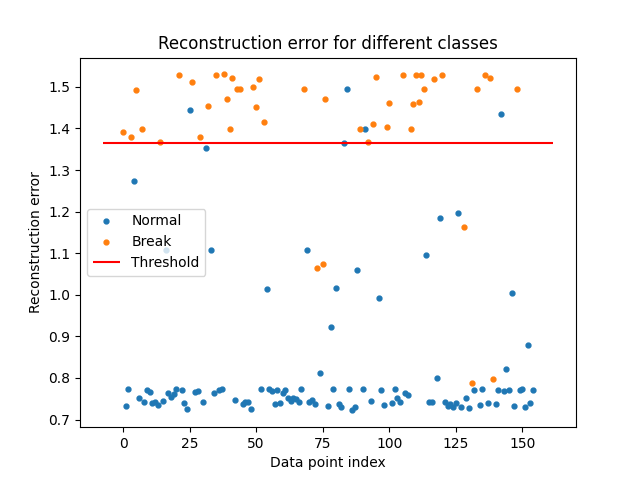 Reconstruction error for different classes
Reconstruction error
1.5
1.4
1.3
1.2
1.1
1.0
0.9
0.8
0.7
Normal
Break
Threshold
0 25 50 75 100 125 150
Data point index